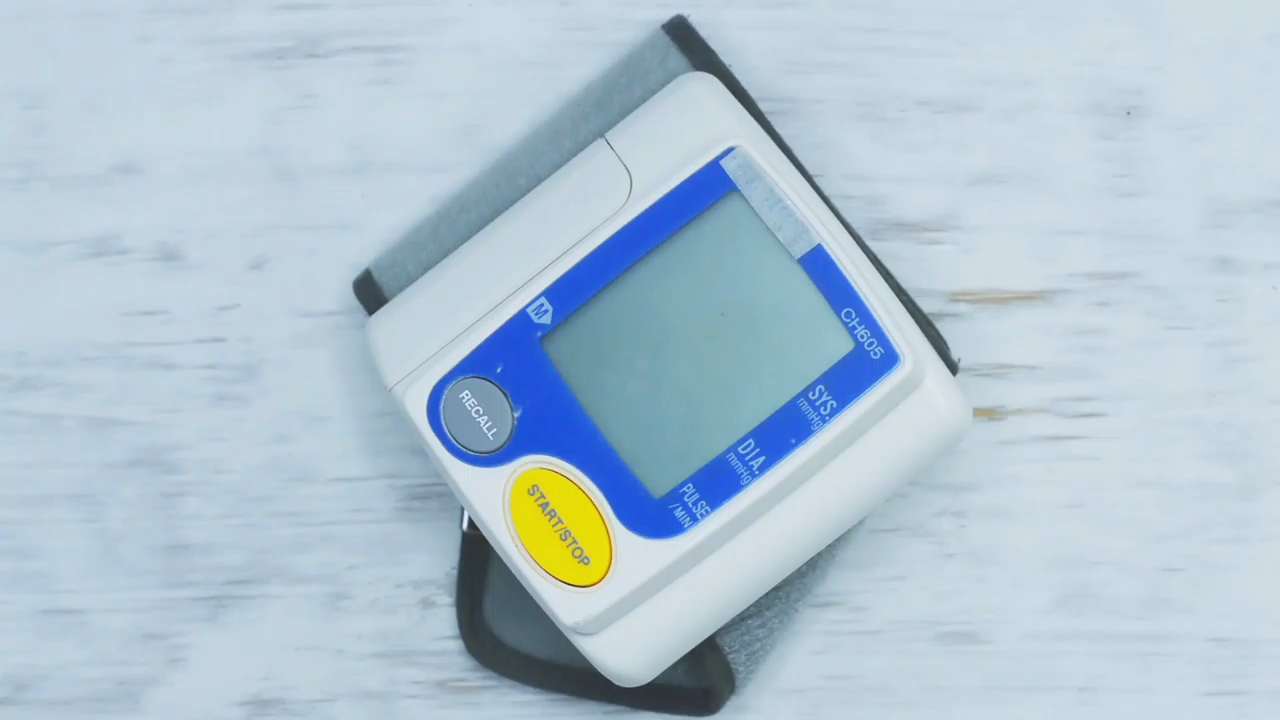 CH605
M
SYS.
mmHg
DIA.
mmHg
PULSE
/MIN
RECALL
START/STOP